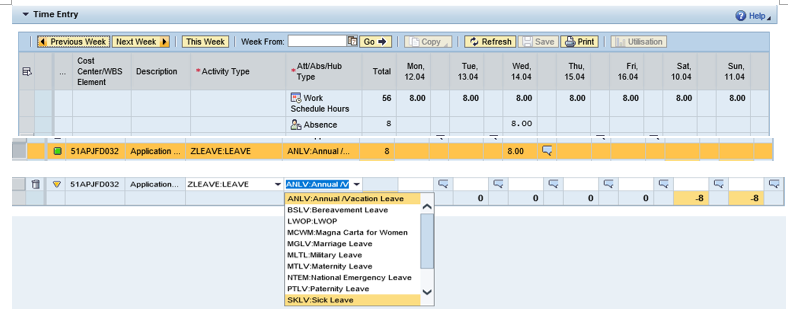 Time Entry
Help
Previous Week Next Week This Week Week From: Go Copy Refresh Save Print Utilisation
... Cost Center/WBS Element Description *Activity Type *Att/Abs/Hub Type Total Mon, 12.04 Tue, 13.04 Wed, 14.04 Thu, 15.04 Fri, 16.04 Sat, 10.04 Sun, 11.04
Work Schedule Hours 56 8.00 8.00 8.00 8.00 8.00 8.00 8.00
Absence 8 8.00
51APJFD032 Application ... ZLEAVE:LEAVE ANLV:Annual /... 8 8.00
51APJFD032 Application... ZLEAVE:LEAVE ANLV:Annual /V
ANLV:Annual /Vacation Leave 0 0 0 0 -8 -8
BSLV:Bereavement Leave
LWOP:LWOP
MCWM:Magna Carta for Women
MGLV:Marriage Leave
MLTL:Military Leave
MTLV:Maternity Leave
NTEM:National Emergency Leave
PTLV:Paternity Leave
SKLV:Sick Leave